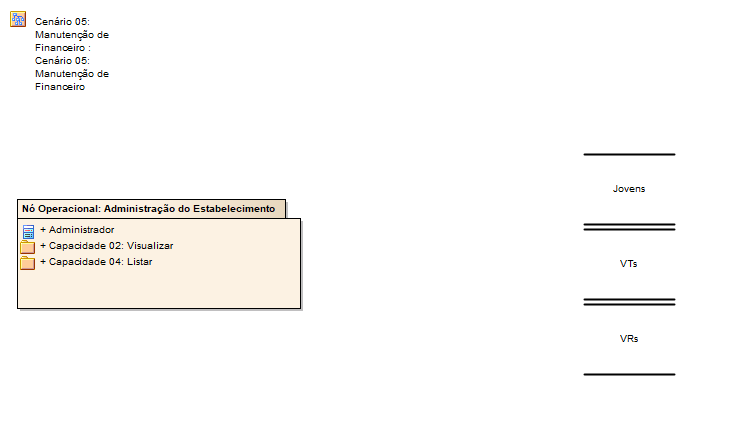 Cenário 05:
Manutenção de
Financeiro :
Cenário 05:
Manutenção de
Financeiro
Jovens
Nó Operacional: Administração do Estabelecimento
+ Administrador
+ Capacidade 02: Visualizar
+ Capacidade 04: Listar
VTs
VRs